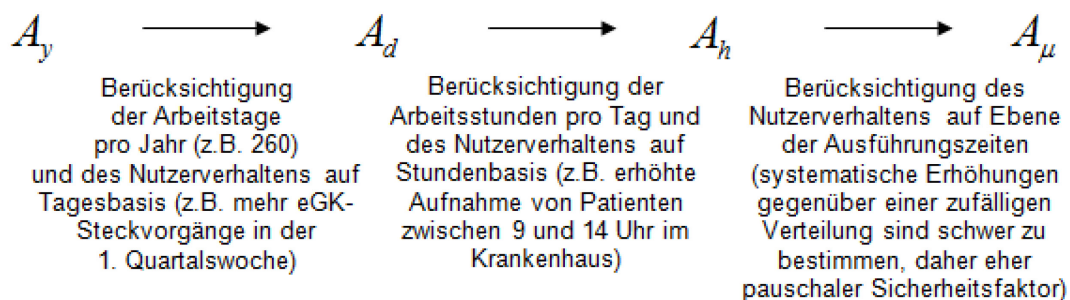 A_y A_d A_h A_μ
Berücksichtigung
der Arbeitstage
pro Jahr (z.B. 260)
und des Nutzerverhaltens auf
Tagesbasis (z.B. mehr eGK-
Steckvorgänge in der
1. Quartalswoche)
Berücksichtigung der
Arbeitsstunden pro Tag und
des Nutzerverhaltens auf
Stundenbasis (z.B. erhöhte
Aufnahme von Patienten
zwischen 9 und 14 Uhr im
Krankenhaus)
Berücksichtigung des
Nutzerverhaltens auf Ebene
der Ausführungszeiten
(systematische Erhöhungen
gegenüber einer zufälligen
Verteilung sind schwer zu
bestimmen, daher eher
pauschaler Sicherheitsfaktor)